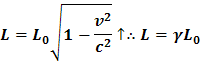 L = L₀√(1 − v²/c²) ↑∴ L = γL₀